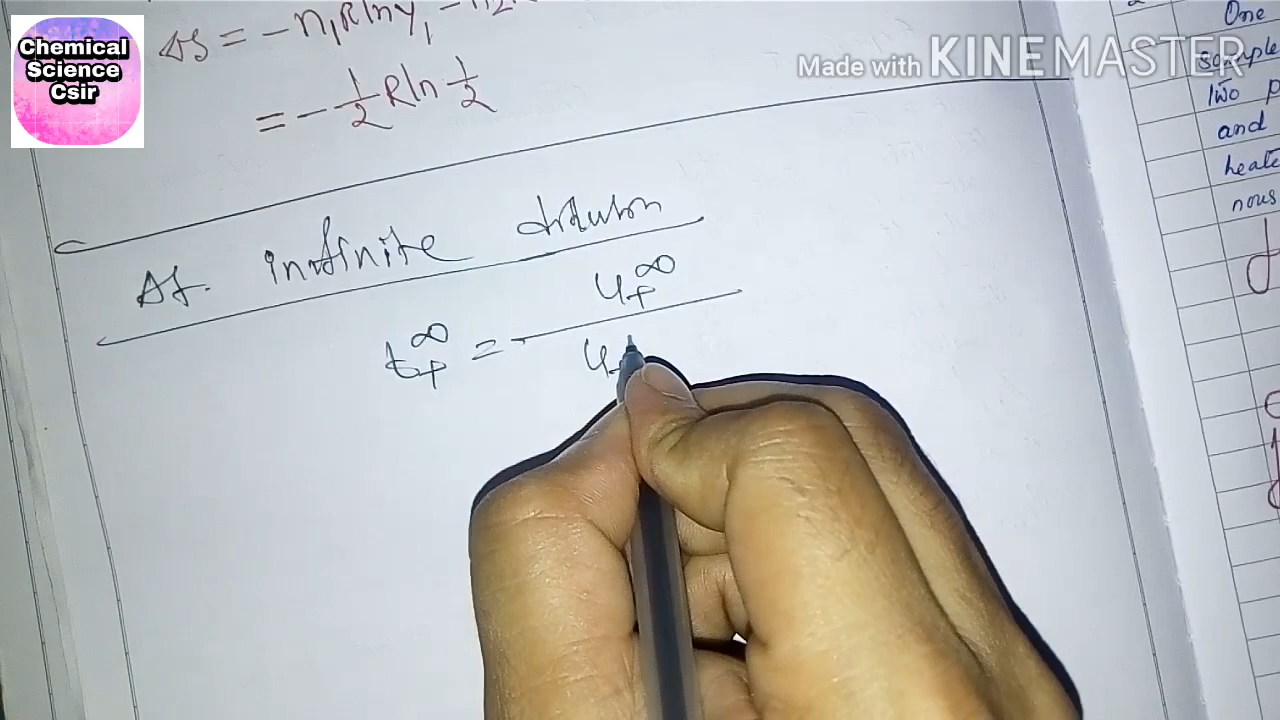 Chemical
Science
Csir
Made with KINEMASTER
ΔS = - n₁R ln y₁ - n₂
= - 1/2 R ln 1/2
At. infinite dilution
t₊^∞ = u₊^∞ / u₊
One
sample
two p
and
heate
nous